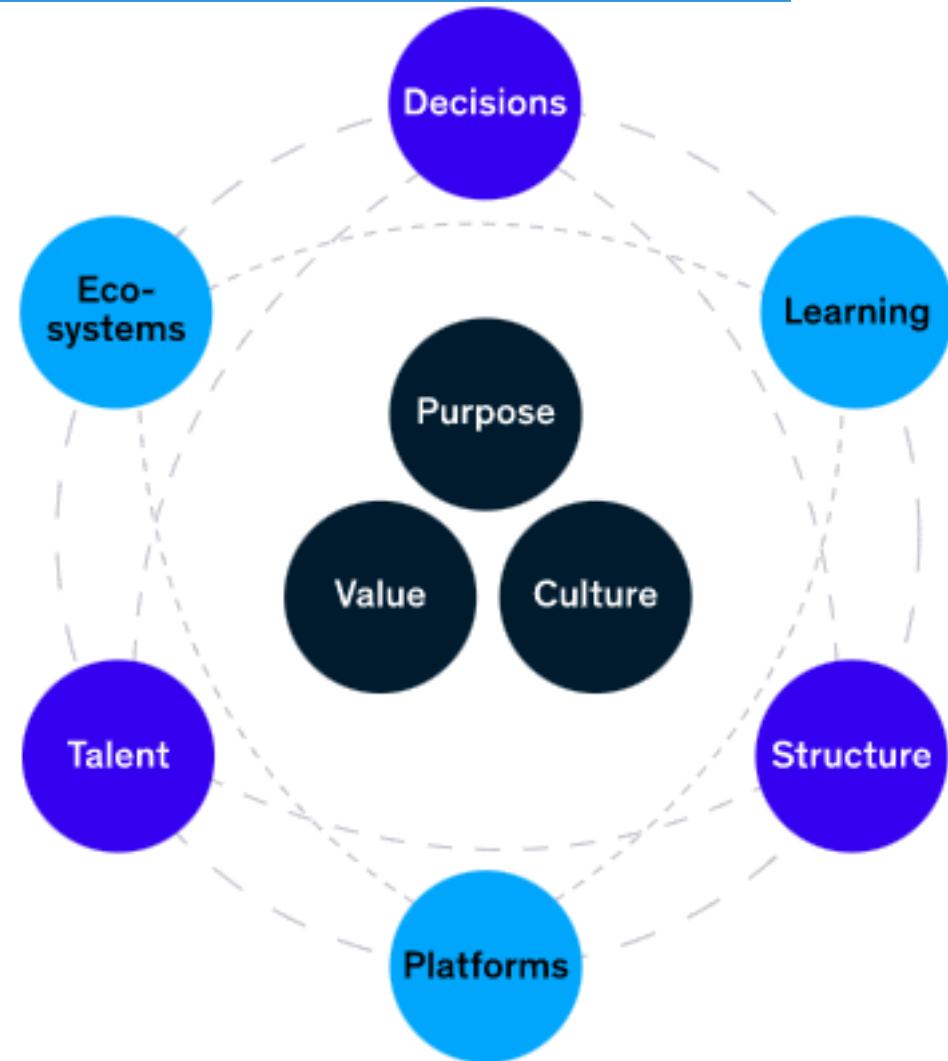 Decisions
Eco-
systems
Learning
Purpose
Value
Culture
Talent
Structure
Platforms